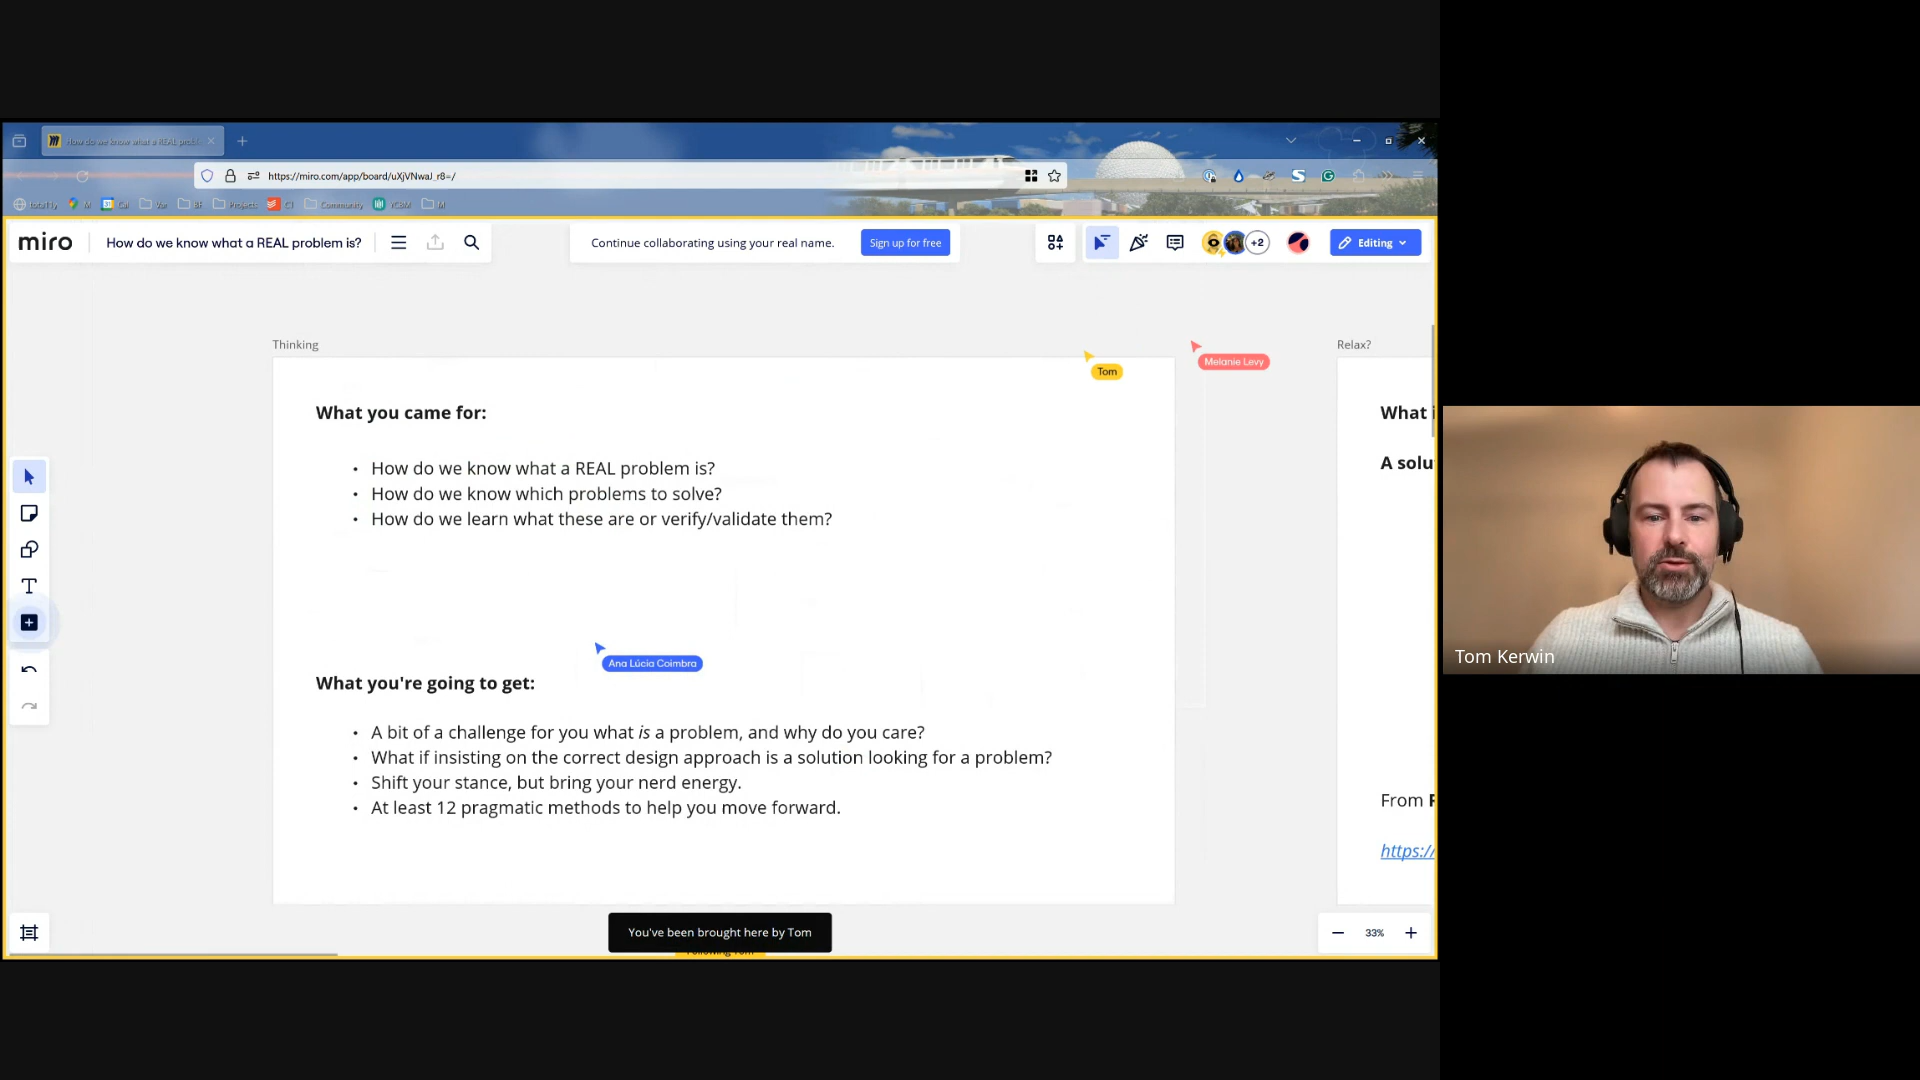 https://miro.com/app/board/uXjVNwaJ_r8=/
Community
miro
How do we know what a REAL problem is?
Continue collaborating using your real name.
Sign up for free
+2
Editing
Thinking
Relax?
Tom
Melanie Levy
What you came for:
• How do we know what a REAL problem is?
• How do we know which problems to solve?
• How do we learn what these are or verify/validate them?
Ana Lúcia Coimbra
What you're going to get:
• A bit of a challenge for you what is a problem, and why do you care?
• What if insisting on the correct design approach is a solution looking for a problem?
• Shift your stance, but bring your nerd energy.
• At least 12 pragmatic methods to help you move forward.
What
A solu
From
https://
You've been brought here by Tom
33%
Tom Kerwin